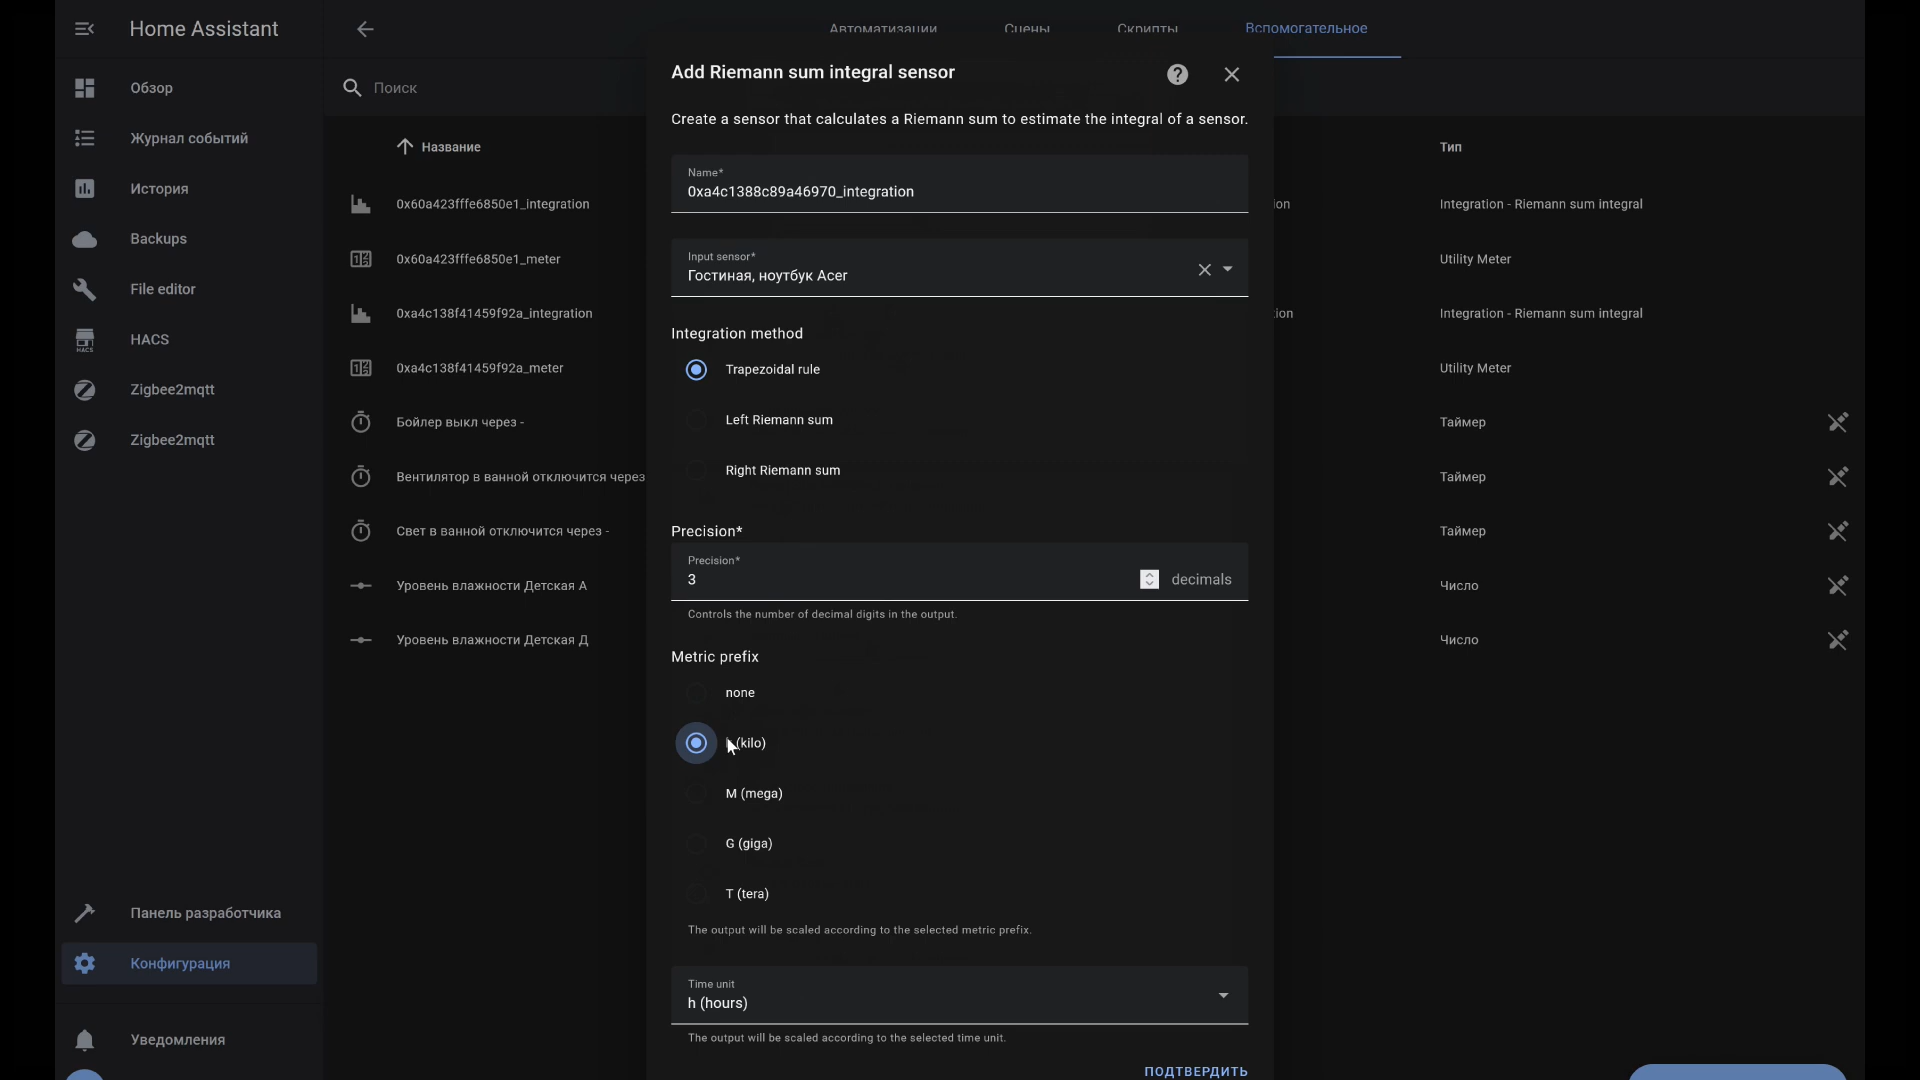 Home Assistant
Автоматизации
Сцены
Скрипты
Вспомогательное
Обзор
Журнал событий
История
Backups
File editor
HACS
HACS
Zigbee2mqtt
Zigbee2mqtt
Панель разработчика
Конфигурация
Уведомления
Поиск
Название
Тип
0x60a423fffe6850e1_integration
Integration - Riemann sum integral
0x60a423fffe6850e1_meter
Utility Meter
0xa4c138f41459f92a_integration
Integration - Riemann sum integral
0xa4c138f41459f92a_meter
Utility Meter
Бойлер выкл через -
Таймер
Вентилятор в ванной отключится через
Таймер
Свет в ванной отключится через -
Таймер
Уровень влажности Детская А
Число
Уровень влажности Детская Д
Число
Add Riemann sum integral sensor
Create a sensor that calculates a Riemann sum to estimate the integral of a sensor.
Name*
0xa4c1388c89a46970_integration
Input sensor*
Гостиная, ноутбук Acer
Integration method
Trapezoidal rule
Left Riemann sum
Right Riemann sum
Precision*
Precision*
3
decimals
Controls the number of decimal digits in the output.
Metric prefix
none
(kilo)
M (mega)
G (giga)
T (tera)
The output will be scaled according to the selected metric prefix.
Time unit
h (hours)
The output will be scaled according to the selected time unit.
ПОДТВЕРДИТЬ